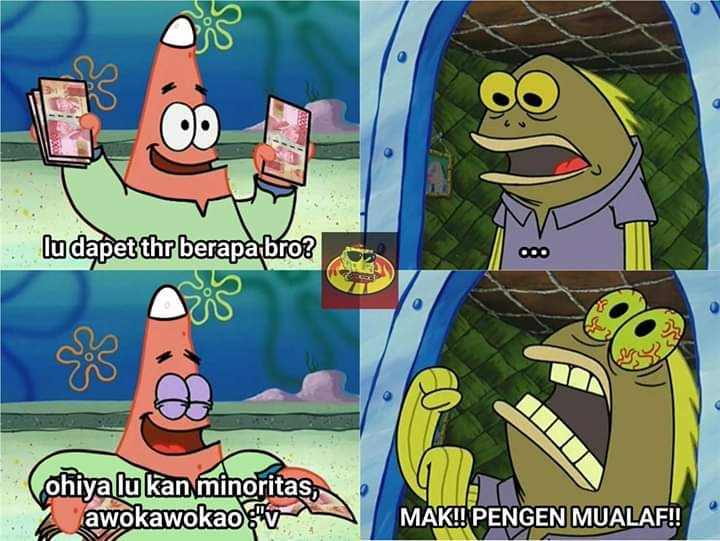 lu dapet thr berapa bro?
...
ohiya lu kan minoritas,
awokawokao :"v
MAK!! PENGEN MUALAF!!